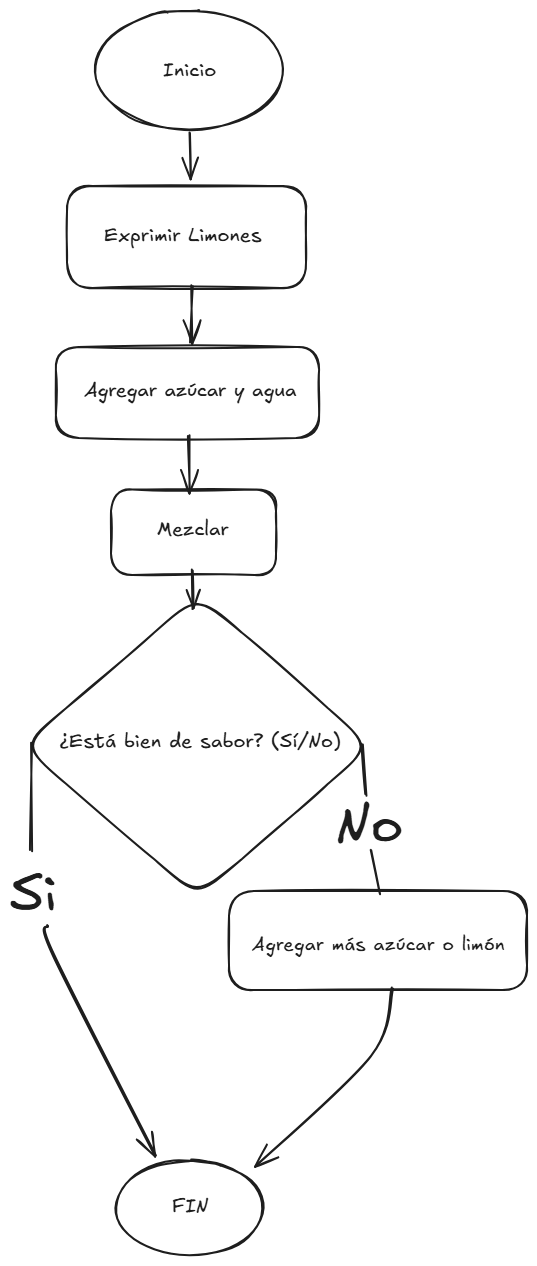 Inicio
Exprimir Limones
Agregar azúcar y agua
Mezclar
¿Está bien de sabor? (Sí/No)
No
Si
Agregar más azúcar o limón
FIN